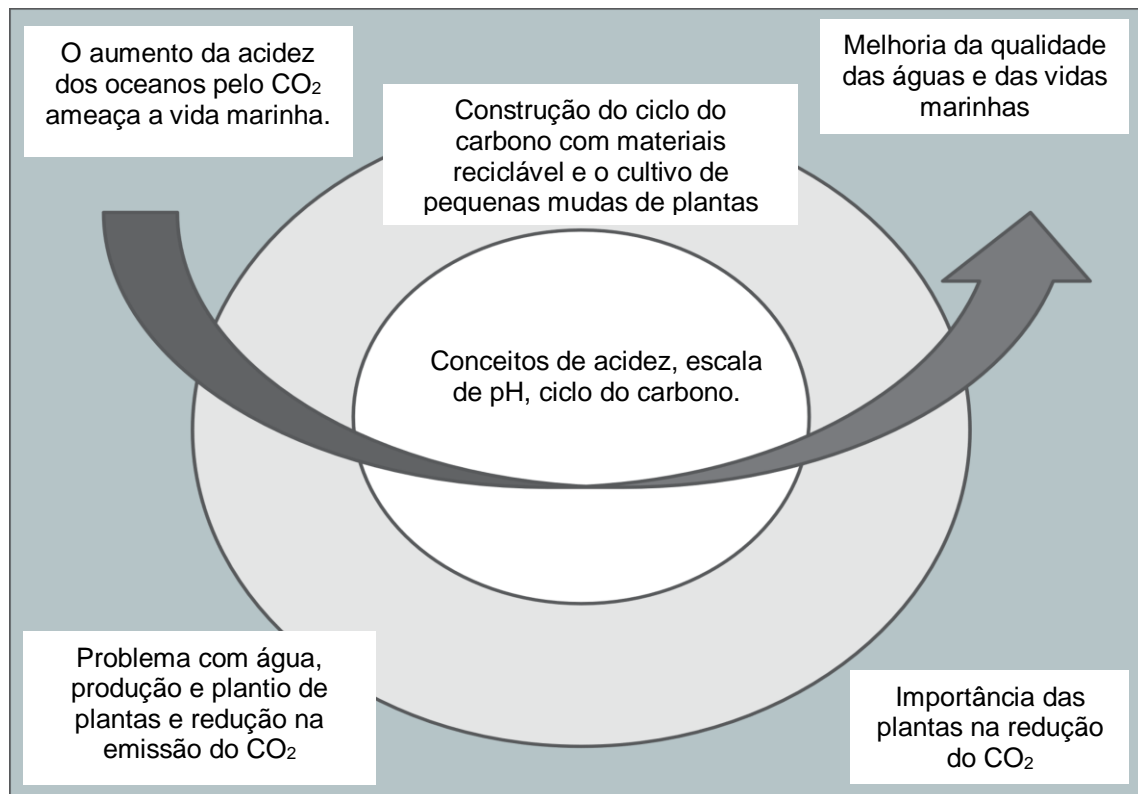 O aumento da acidez
dos oceanos pelo CO₂
ameaça a vida marinha.
Melhoria da qualidade
das águas e das vidas
marinhas
Construção do ciclo do
carbono com materiais
reciclável e o cultivo de
pequenas mudas de plantas
Conceitos de acidez, escala
de pH, ciclo do carbono.
Problema com água,
produção e plantio de
plantas e redução na
emissão do CO₂
Importância das
plantas na redução
do CO₂